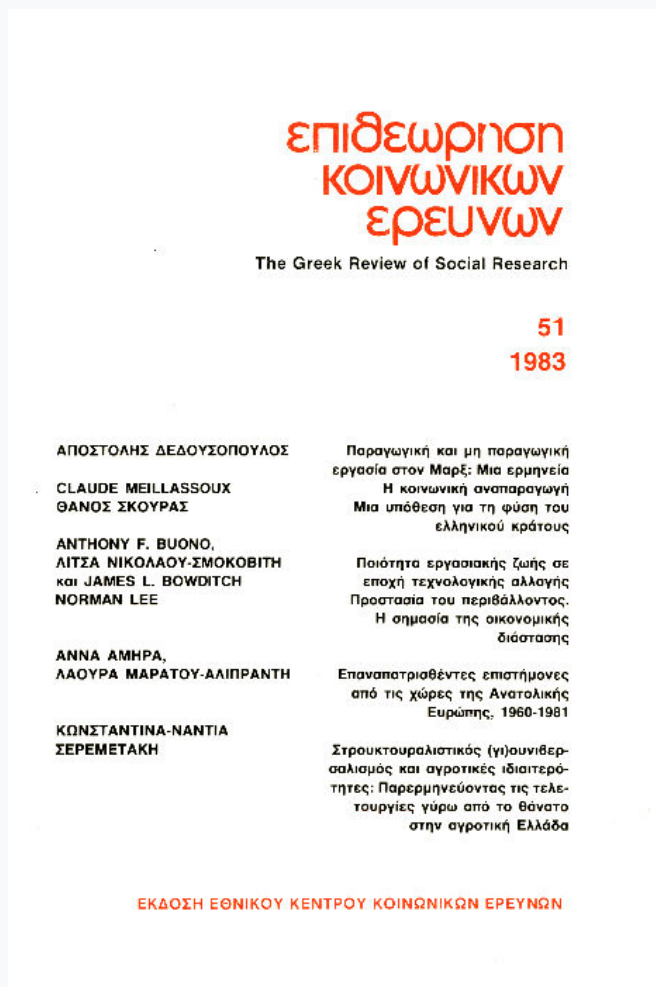 επιθεωρηση
κοινωνικων
ερευνων
The Greek Review of Social Research
51
1983
ΑΠΟΣΤΟΛΗΣ ΔΕΔΟΥΣΟΠΟΥΛΟΣ
Παραγωγική και μη παραγωγική
εργασία στον Μαρξ: Μια ερμηνεία
CLAUDE MEILLASSOUX
Η κοινωνική αναπαραγωγή
ΘΑΝΟΣ ΣΚΟΥΡΑΣ
Μια υπόθεση για τη φύση του
ελληνικού κράτους
ANTHONY F. BUONO,
ΛΙΤΣΑ ΝΙΚΟΛΑΟΥ-ΣΜΟΚΟΒΙΤΗ
και JAMES L. BOWDITCH
Ποιότητα εργασιακής ζωής σε
εποχή τεχνολογικής αλλαγής
NORMAN LEE
Προστασία του περιβάλλοντος.
Η σημασία της οικονομικής
διάστασης
ΑΝΝΑ ΑΜΗΡΑ,
ΛΑΟΥΡΑ ΜΑΡΑΤΟΥ-ΑΛΙΠΡΑΝΤΗ
Επαναπατρισθέντες επιστήμονες
από τις χώρες της Ανατολικής
Ευρώπης, 1960-1981
ΚΩΝΣΤΑΝΤΙΝΑ-ΝΑΝΤΙΑ
ΣΕΡΕΜΕΤΑΚΗ
Στρουκτουραλιστικός (γι)ουνιβερ-
σαλισμός και αγροτικές ιδιαιτερό-
τητες: Παρερμηνεύοντας τις τελε-
τουργίες γύρω από το θάνατο
στην αγροτική Ελλάδα
ΕΚΔΟΣΗ ΕΘΝΙΚΟΥ ΚΕΝΤΡΟΥ ΚΟΙΝΩΝΙΚΩΝ ΕΡΕΥΝΩΝ